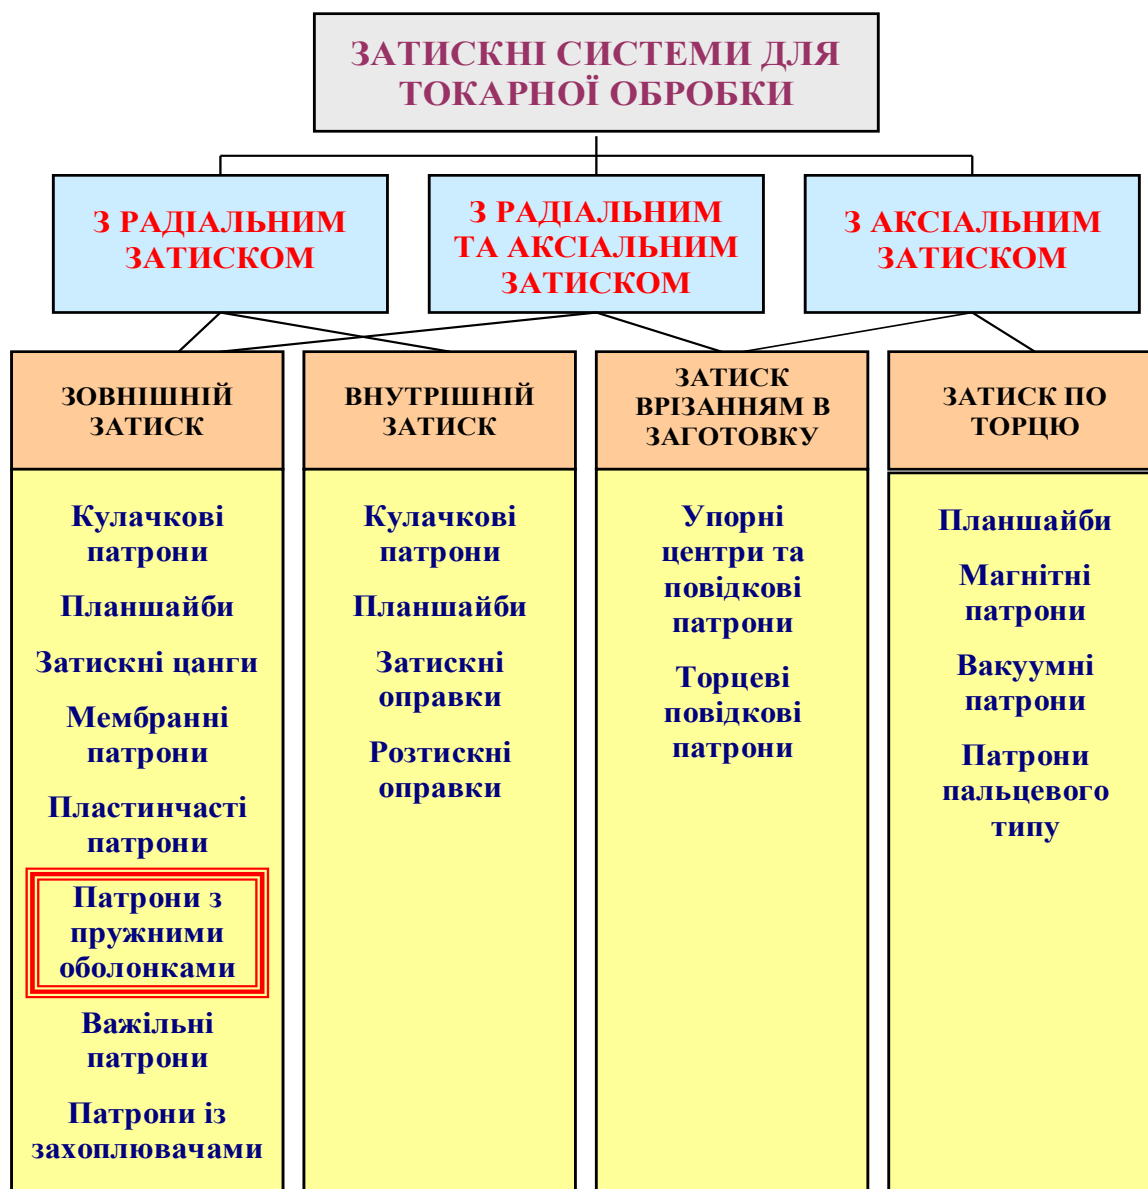 ЗАТИСКНІ СИСТЕМИ ДЛЯ
ТОКАРНОЇ ОБРОБКИ
З РАДІАЛЬНИМ
ЗАТИСКОМ
З РАДІАЛЬНИМ
ТА АКСІАЛЬНИМ
ЗАТИСКОМ
З АКСІАЛЬНИМ
ЗАТИСКОМ
ЗОВНІШНІЙ
ЗАТИСК
ВНУТРІШНІЙ
ЗАТИСК
ЗАТИСК
ВРІЗАННЯМ В
ЗАГОТОВКУ
ЗАТИСК ПО
ТОРЦЮ
Кулачкові
патрони
Планшайби
Затискні цанги
Мембранні
патрони
Пластинчасті
патрони
Патрони з
пружними
оболонками
Важільні
патрони
Патрони із
захоплювачами
Кулачкові
патрони
Планшайби
Затискні
оправки
Розтискні
оправки
Упорні
центри та
повідкові
патрони
Торцеві
повідкові
патрони
Планшайби
Магнітні
патрони
Вакуумні
патрони
Патрони
пальцевого
типу